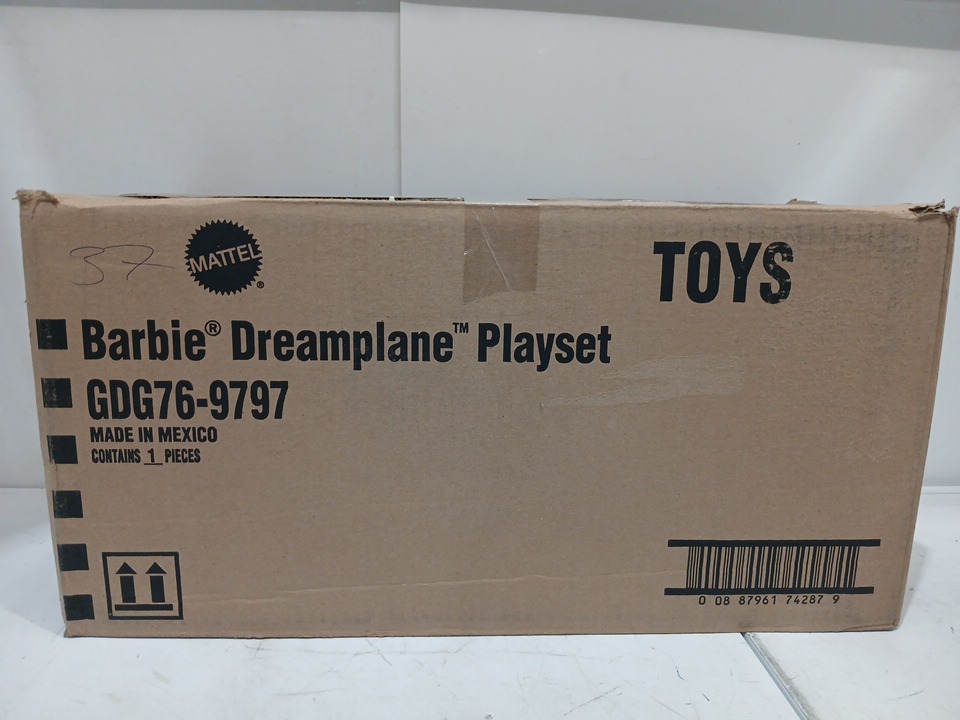 37
MATTEL®
TOYS
Barbie® Dreamplane™ Playset
GDG76-9797
MADE IN MEXICO
CONTAINS 1 PIECES
0 08 87961 74287 9